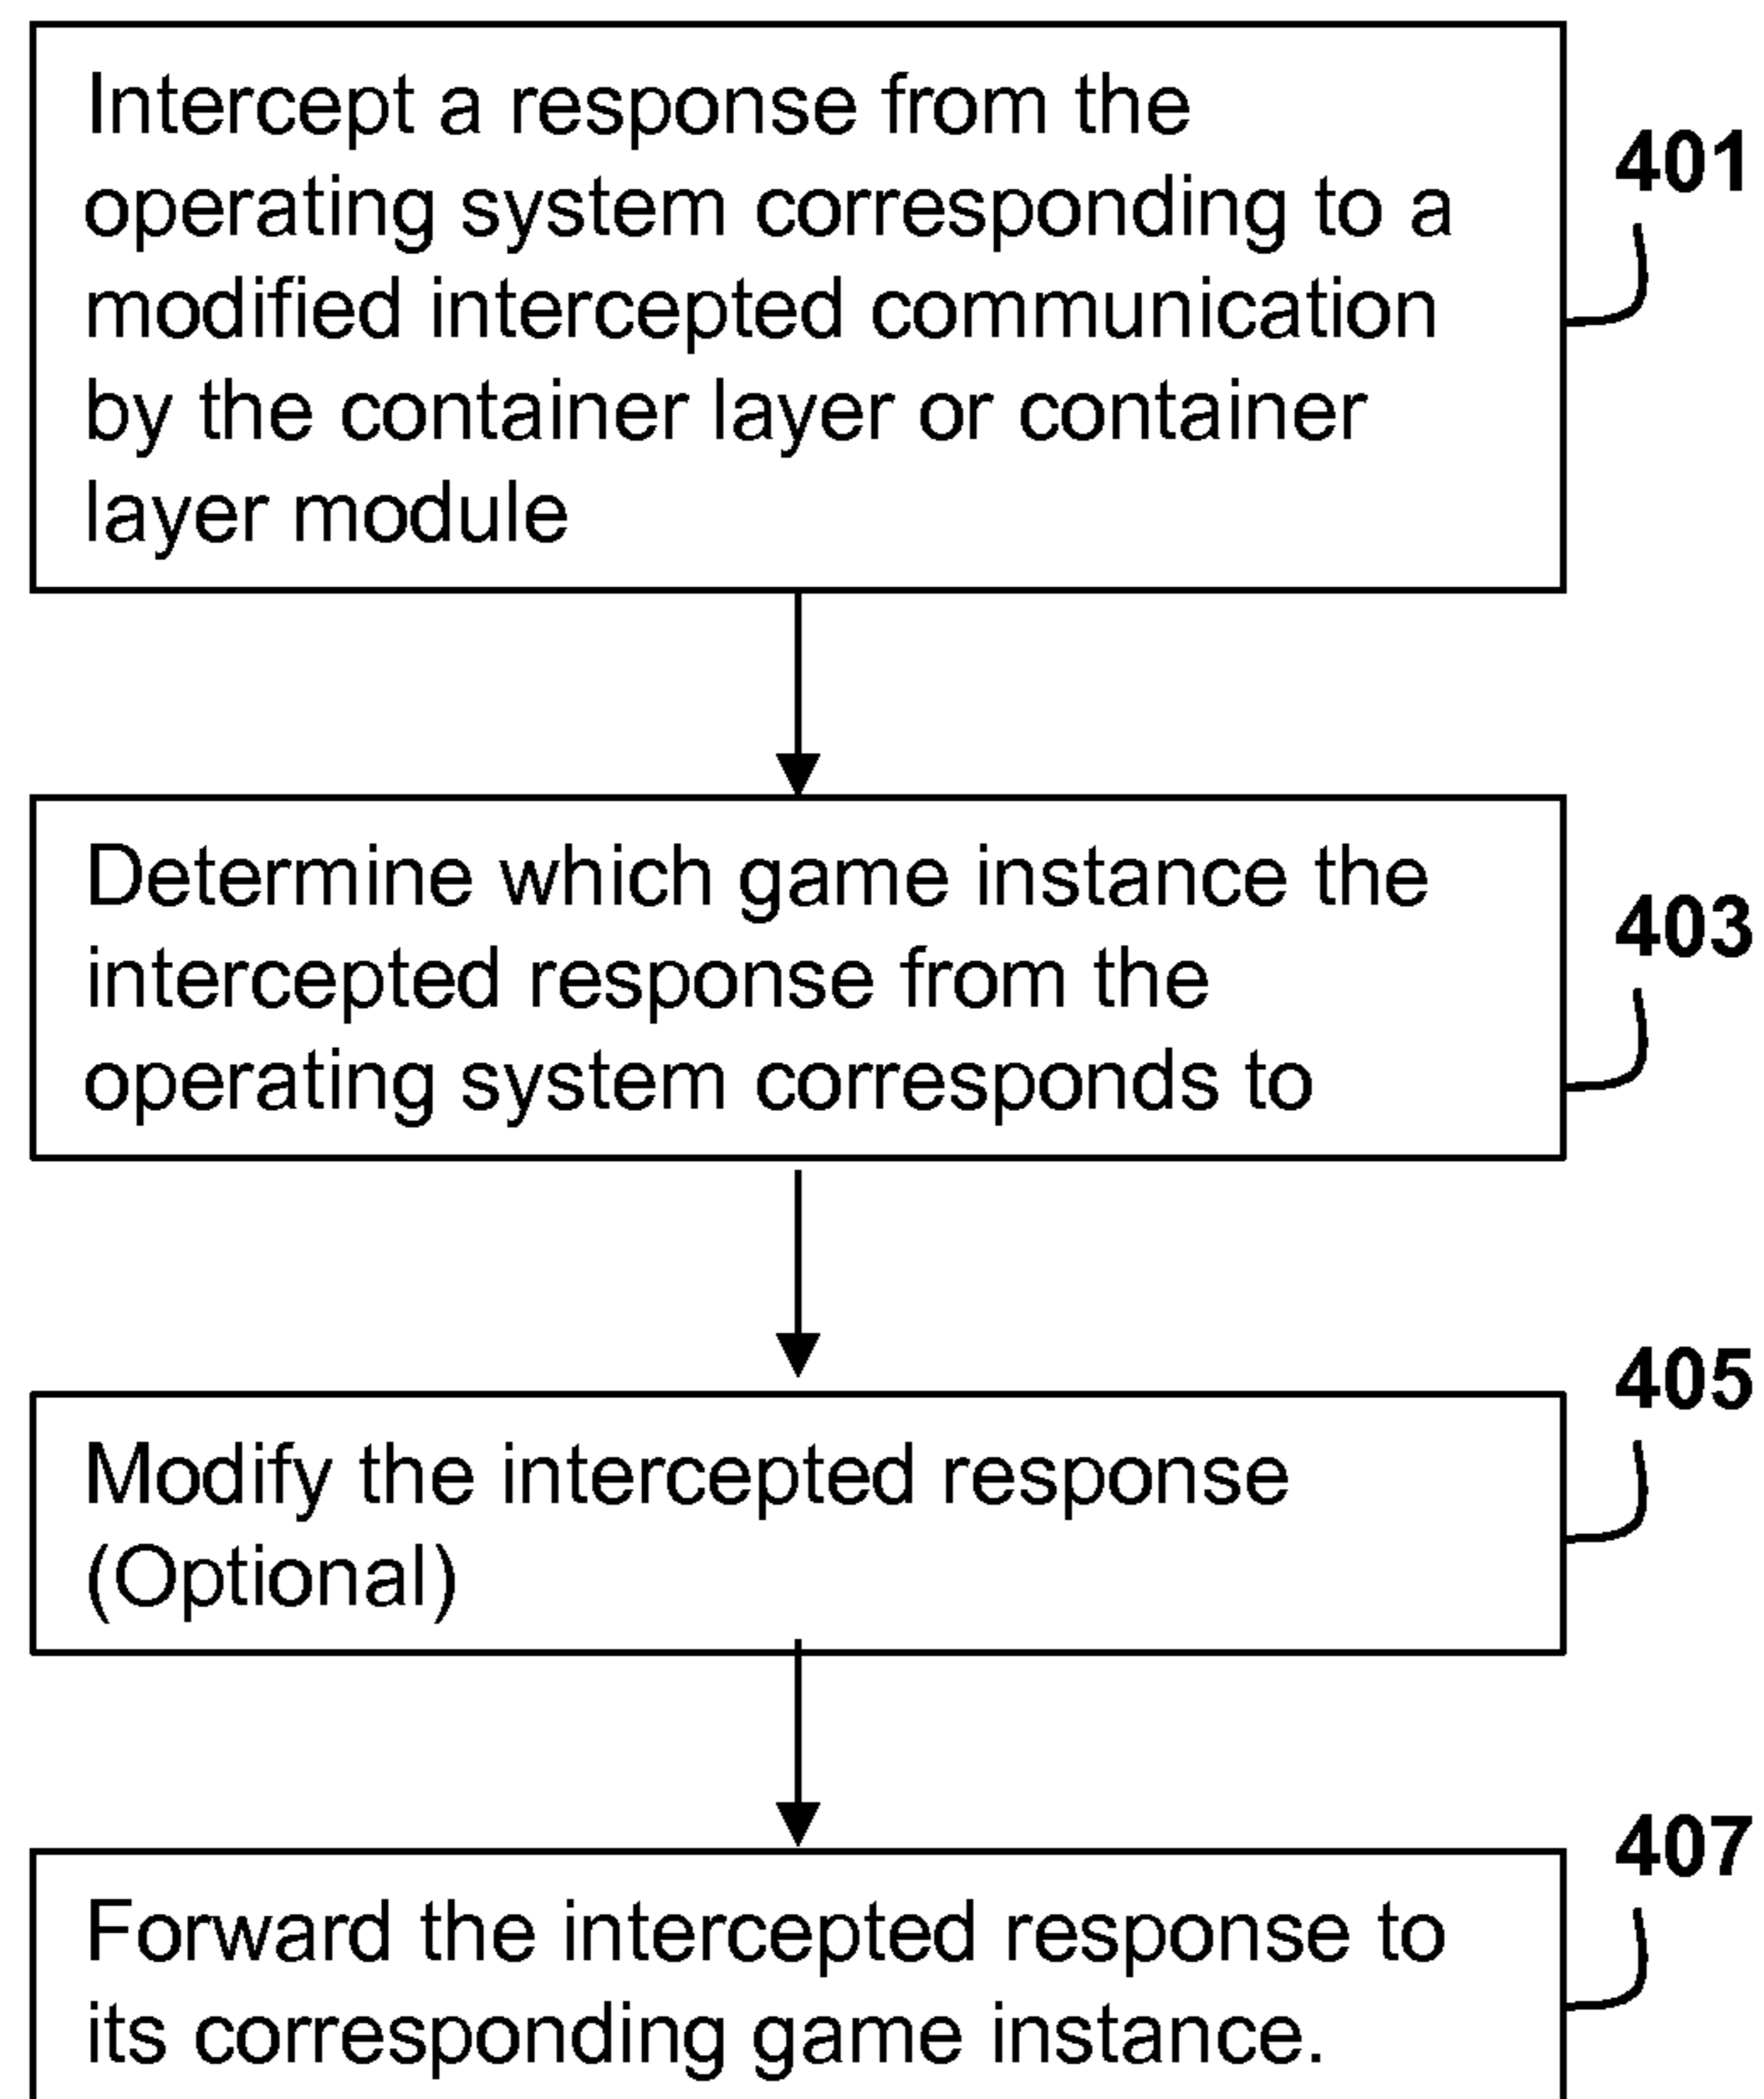 Intercept a response from the
operating system corresponding to a
modified intercepted communication
by the container layer or container
layer module
401
Determine which game instance the
intercepted response from the
operating system corresponds to
403
Modify the intercepted response
(Optional)
405
Forward the intercepted response to
its corresponding game instance.
407